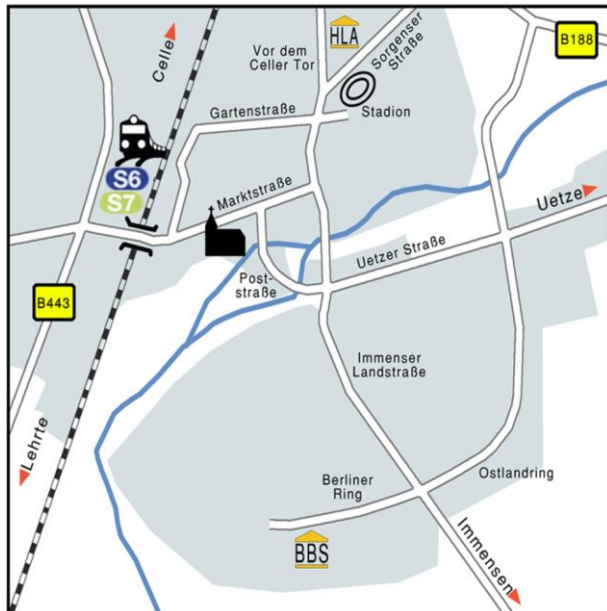 Celle
HLA
Vor dem
Celler Tor
Sorgenser
Straße
B188
Gartenstraße
Stadion
S6
S7
Marktstraße
Uetze
Uetzer Straße
Post-
straße
B443
Immenser
Landstraße
Lehrte
Berliner
Ring
Ostlandring
BBS
Immensen